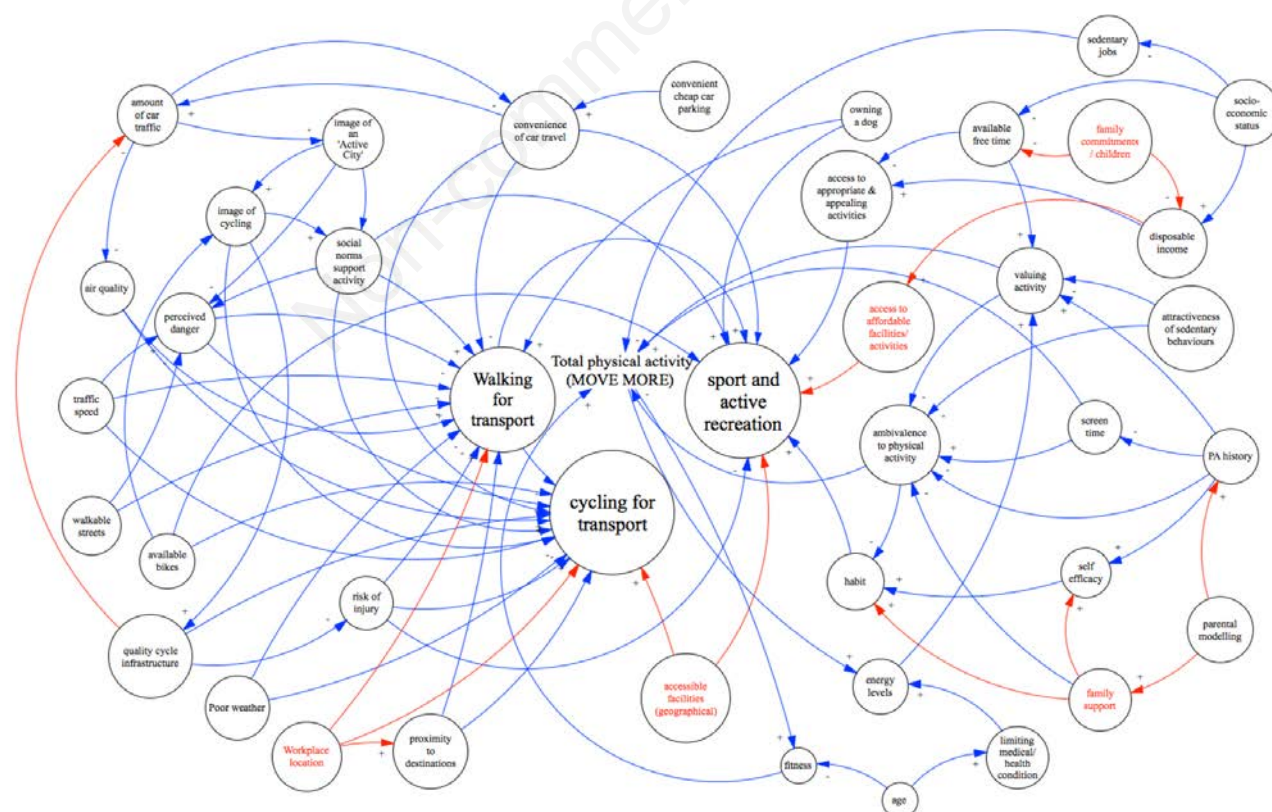 Non-comme
sedentary
jobs
amount
of car
traffic
image of
an
'Active
City'
convenience
of car travel
convenient
cheap car
parking
owning
a dog
available
free time
family
commitments
/ children
socio-
economic
status
access to
appropriate &
appealing
activities
image of
cycling
social
norms
support
activity
disposable
income
air quality
perceived
danger
valuing
activity
access to
affordable
facilities/
activities
attractiveness
of sedentary
behaviours
traffic
speed
Walking
for
transport
Total physical activity
(MOVE MORE)
sport and
active
recreation
ambivalence
to physical
activity
screen
time
PA history
cycling for
transport
walkable
streets
available
bikes
risk of
injury
habit
self
efficacy
quality cycle
infrastructure
parental
modelling
Poor weather
accessible
facilities
(geographical)
energy
levels
family
support
Workplace
location
proximity
to
destinations
fitness
limiting
medical/
health
condition
age